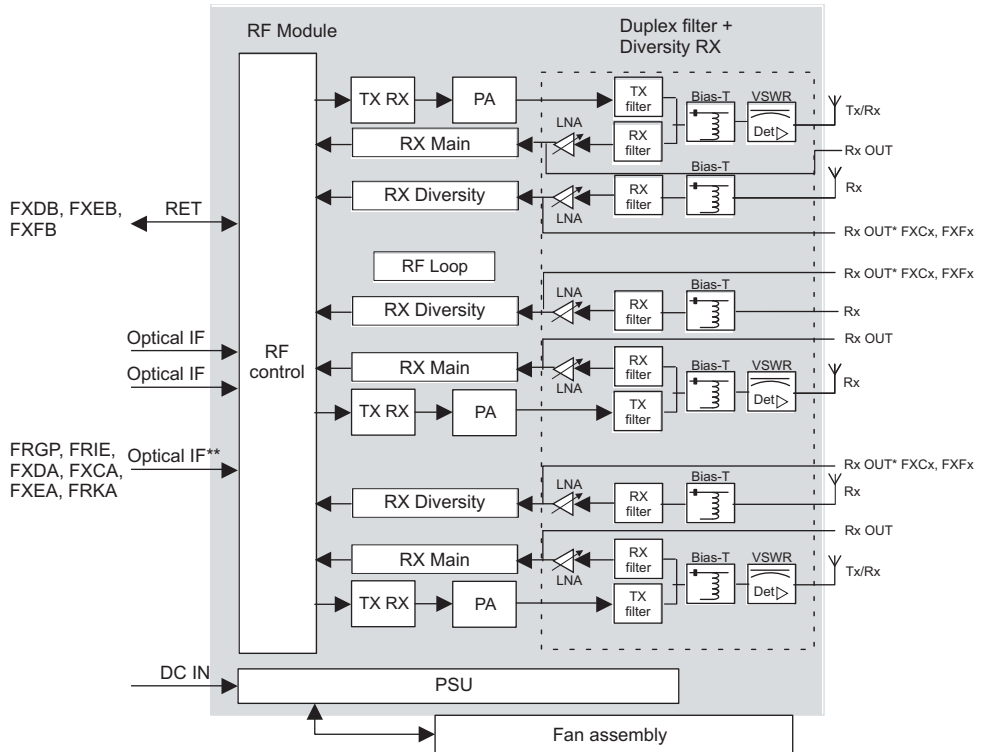 RF Module
Duplex filter +
Diversity RX
TX RX
PA
TX
filter
Bias-T
VSWR
Det
Tx/Rx
LNA
RX Main
RX
filter
Rx OUT
Bias-T
RX Diversity
LNA
RX
filter
Rx
FXDB, FXEB,
FXFB
RET
Rx OUT* FXCx, FXFx
RF Loop
Rx OUT* FXCx, FXFx
LNA
Bias-T
RX Diversity
RX
filter
Rx
Optical IF
Optical IF
RF
control
Rx OUT
RX Main
LNA
RX
filter
Bias-T
VSWR
Det
Rx
TX RX
PA
TX
filter
FRGP, FRIE,
FXDA, FXCA,
FXEA, FRKA
Optical IF**
Rx OUT* FXCx, FXFx
LNA
Bias-T
RX Diversity
RX
filter
Rx
Rx OUT
RX Main
LNA
RX
filter
Bias-T
VSWR
Det
Tx/Rx
TX RX
PA
TX
filter
DC IN
PSU
Fan assembly